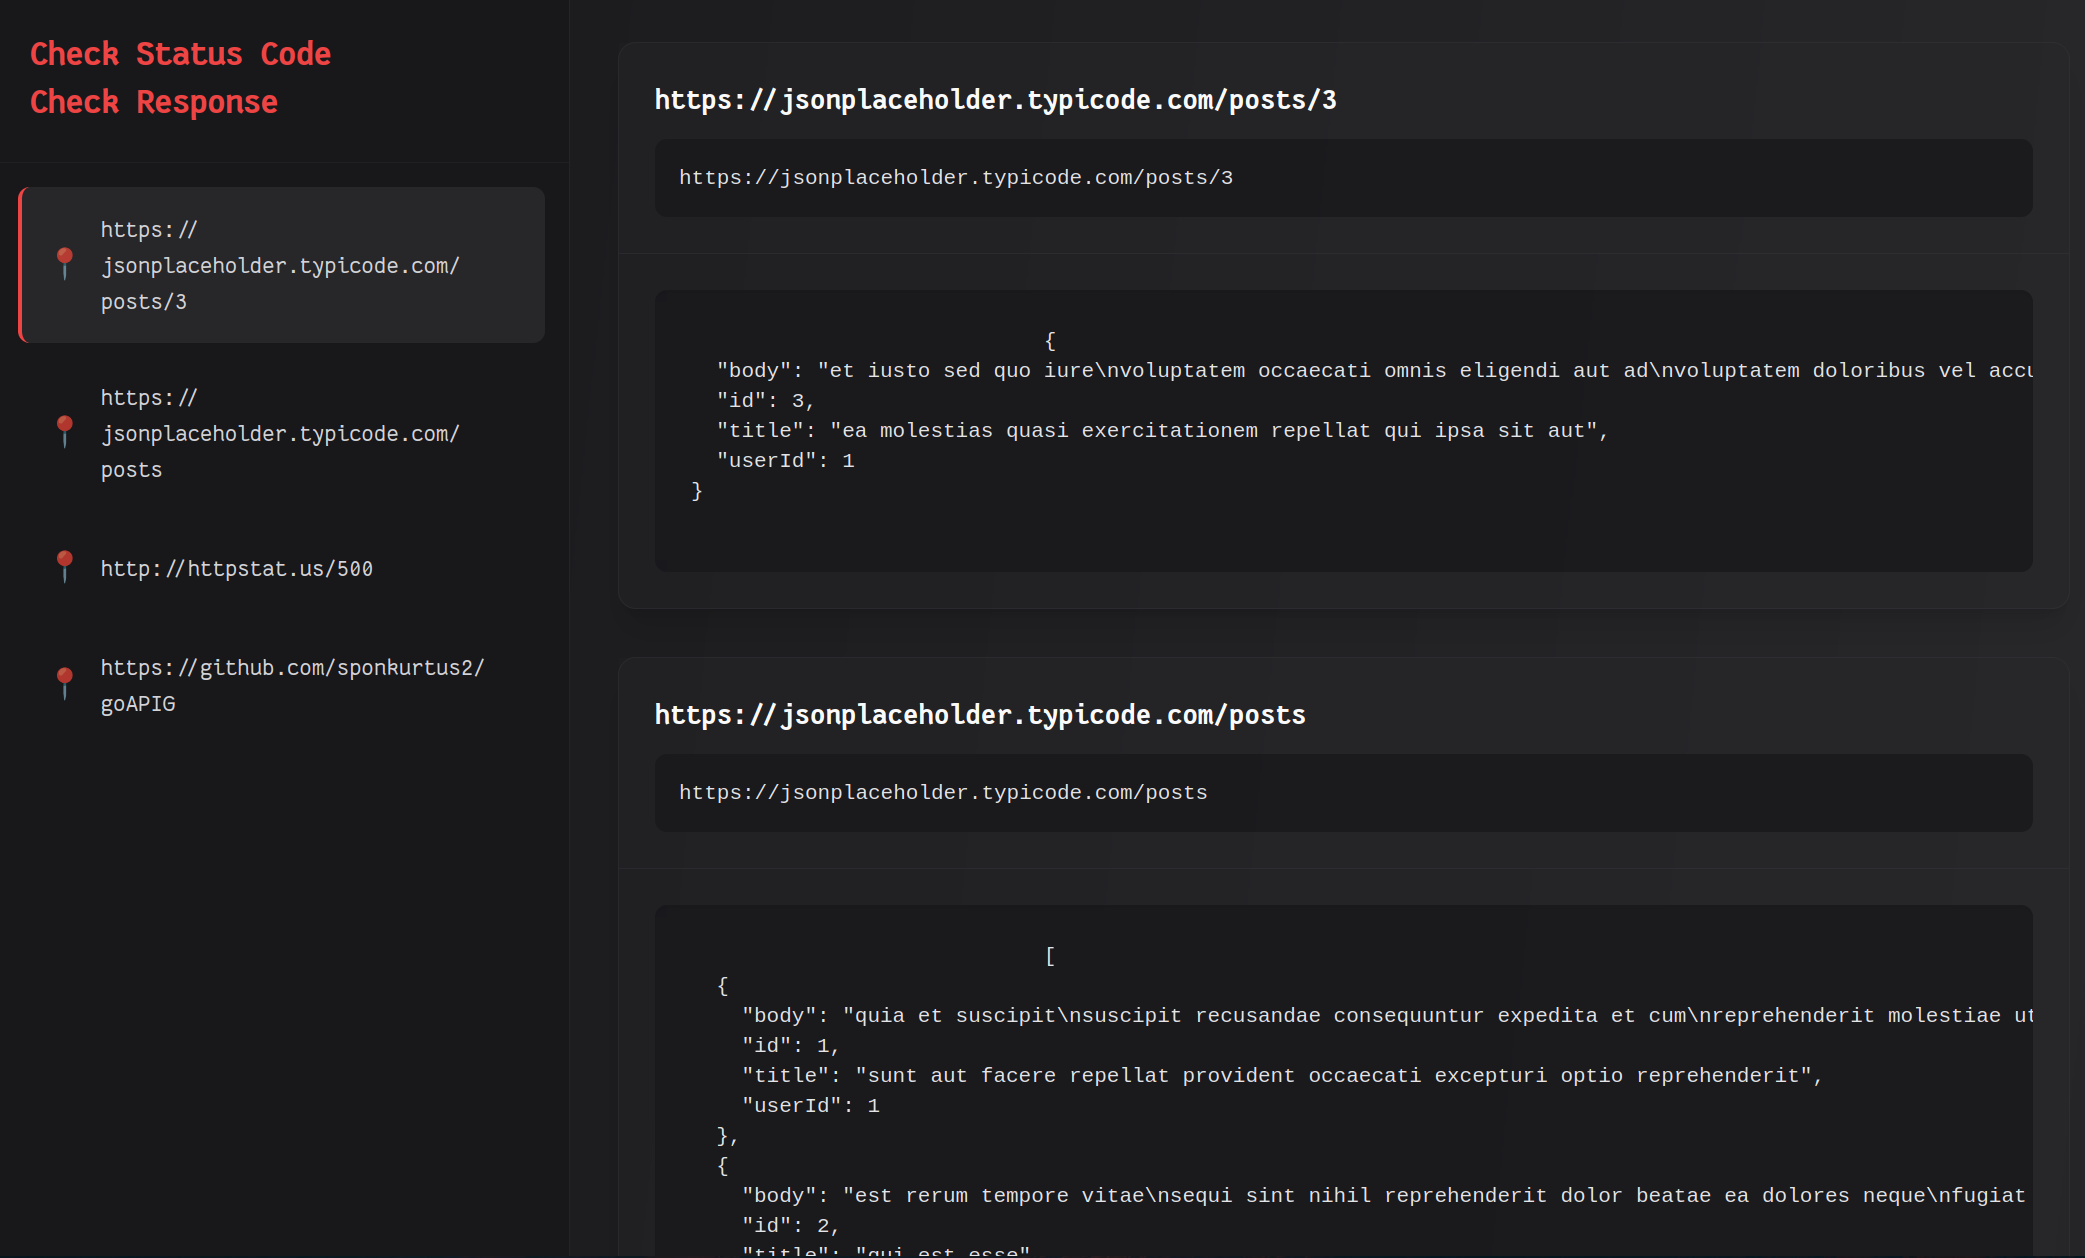 Check Status Code
Check Response
https://
jsonplaceholder.typicode.com/
posts/3
https://
jsonplaceholder.typicode.com/
posts
http://httpstat.us/500
https://github.com/sponkurtus2/
goAPIG
https://jsonplaceholder.typicode.com/posts/3
https://jsonplaceholder.typicode.com/posts/3
{
"body": "et iusto sed quo iure\nvoluptatem occaecati omnis eligendi aut ad\nvoluptatem doloribus vel accu
"id": 3,
"title": "ea molestias quasi exercitationem repellat qui ipsa sit aut",
"userId": 1
}
https://jsonplaceholder.typicode.com/posts
https://jsonplaceholder.typicode.com/posts
[
{
"body": "quia et suscipit\nsuscipit recusandae consequuntur expedita et cum\nreprehenderit molestiae ut
"id": 1,
"title": "sunt aut facere repellat provident occaecati excepturi optio reprehenderit",
"userId": 1
},
{
"body": "est rerum tempore vitae\nsequi sint nihil reprehenderit dolor beatae ea dolores neque\nfugiat
"id": 2,
"title": "qui est esse"